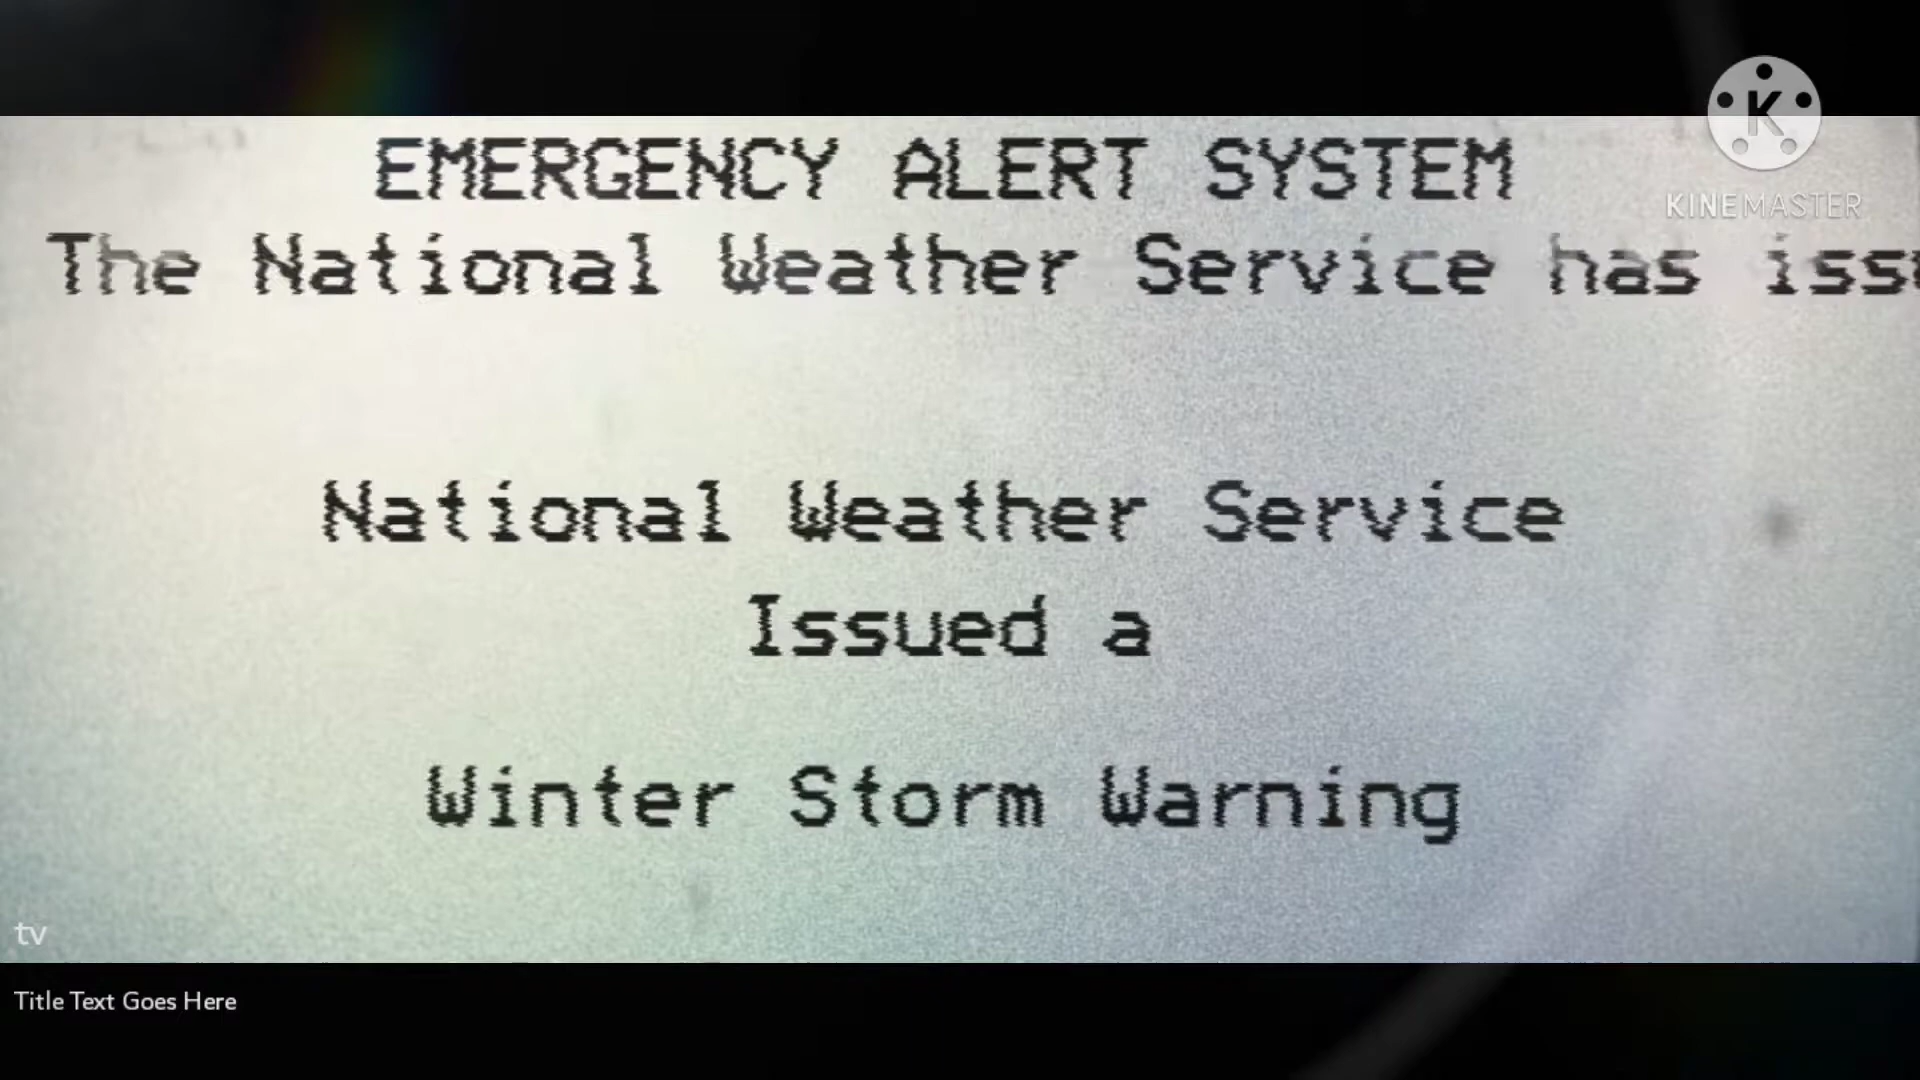 EMERGENCY ALERT SYSTEM
K
KINEMASTER
The National Weather Service has
National Weather Service
Issued a
Winter Storm Warning
tv
Title Text Goes Here